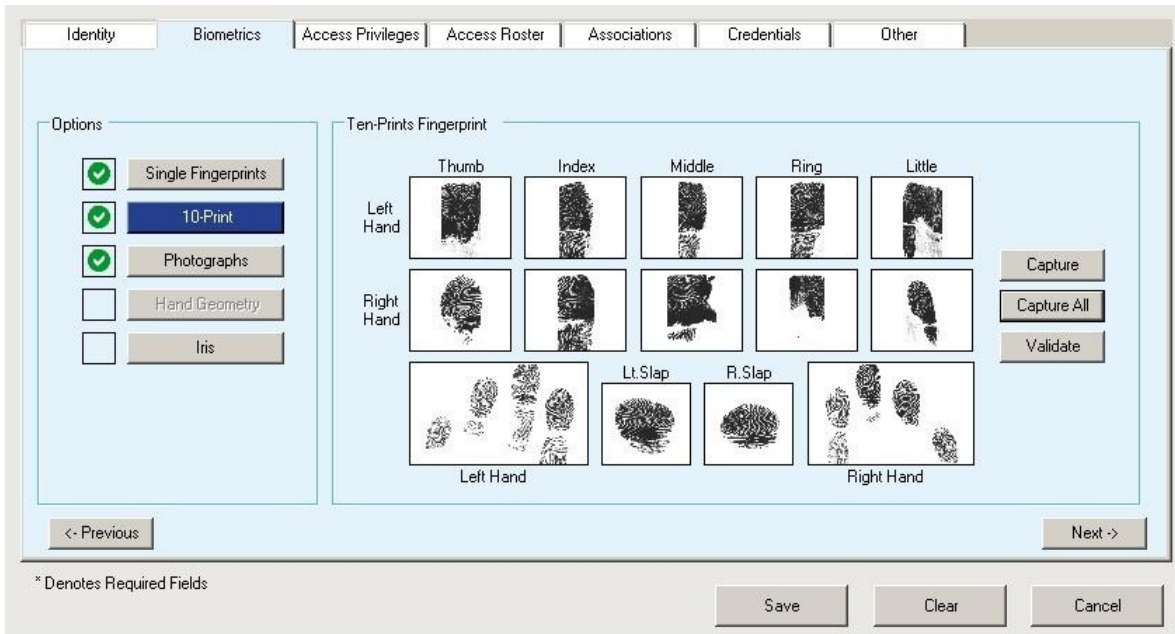 Identity Biometrics Access Privileges Access Roster Associations Credentials Other
Options
Single Fingerprints
10-Print
Photographs
Hand Geometry
Iris
Ten-Prints Fingerprint
Thumb Index Middle Ring Little
Left
Hand
Right
Hand
Lt.Slap R.Slap
Left Hand Right Hand
Capture
Capture All
Validate
<- Previous Next ->
* Denotes Required Fields
Save Clear Cancel